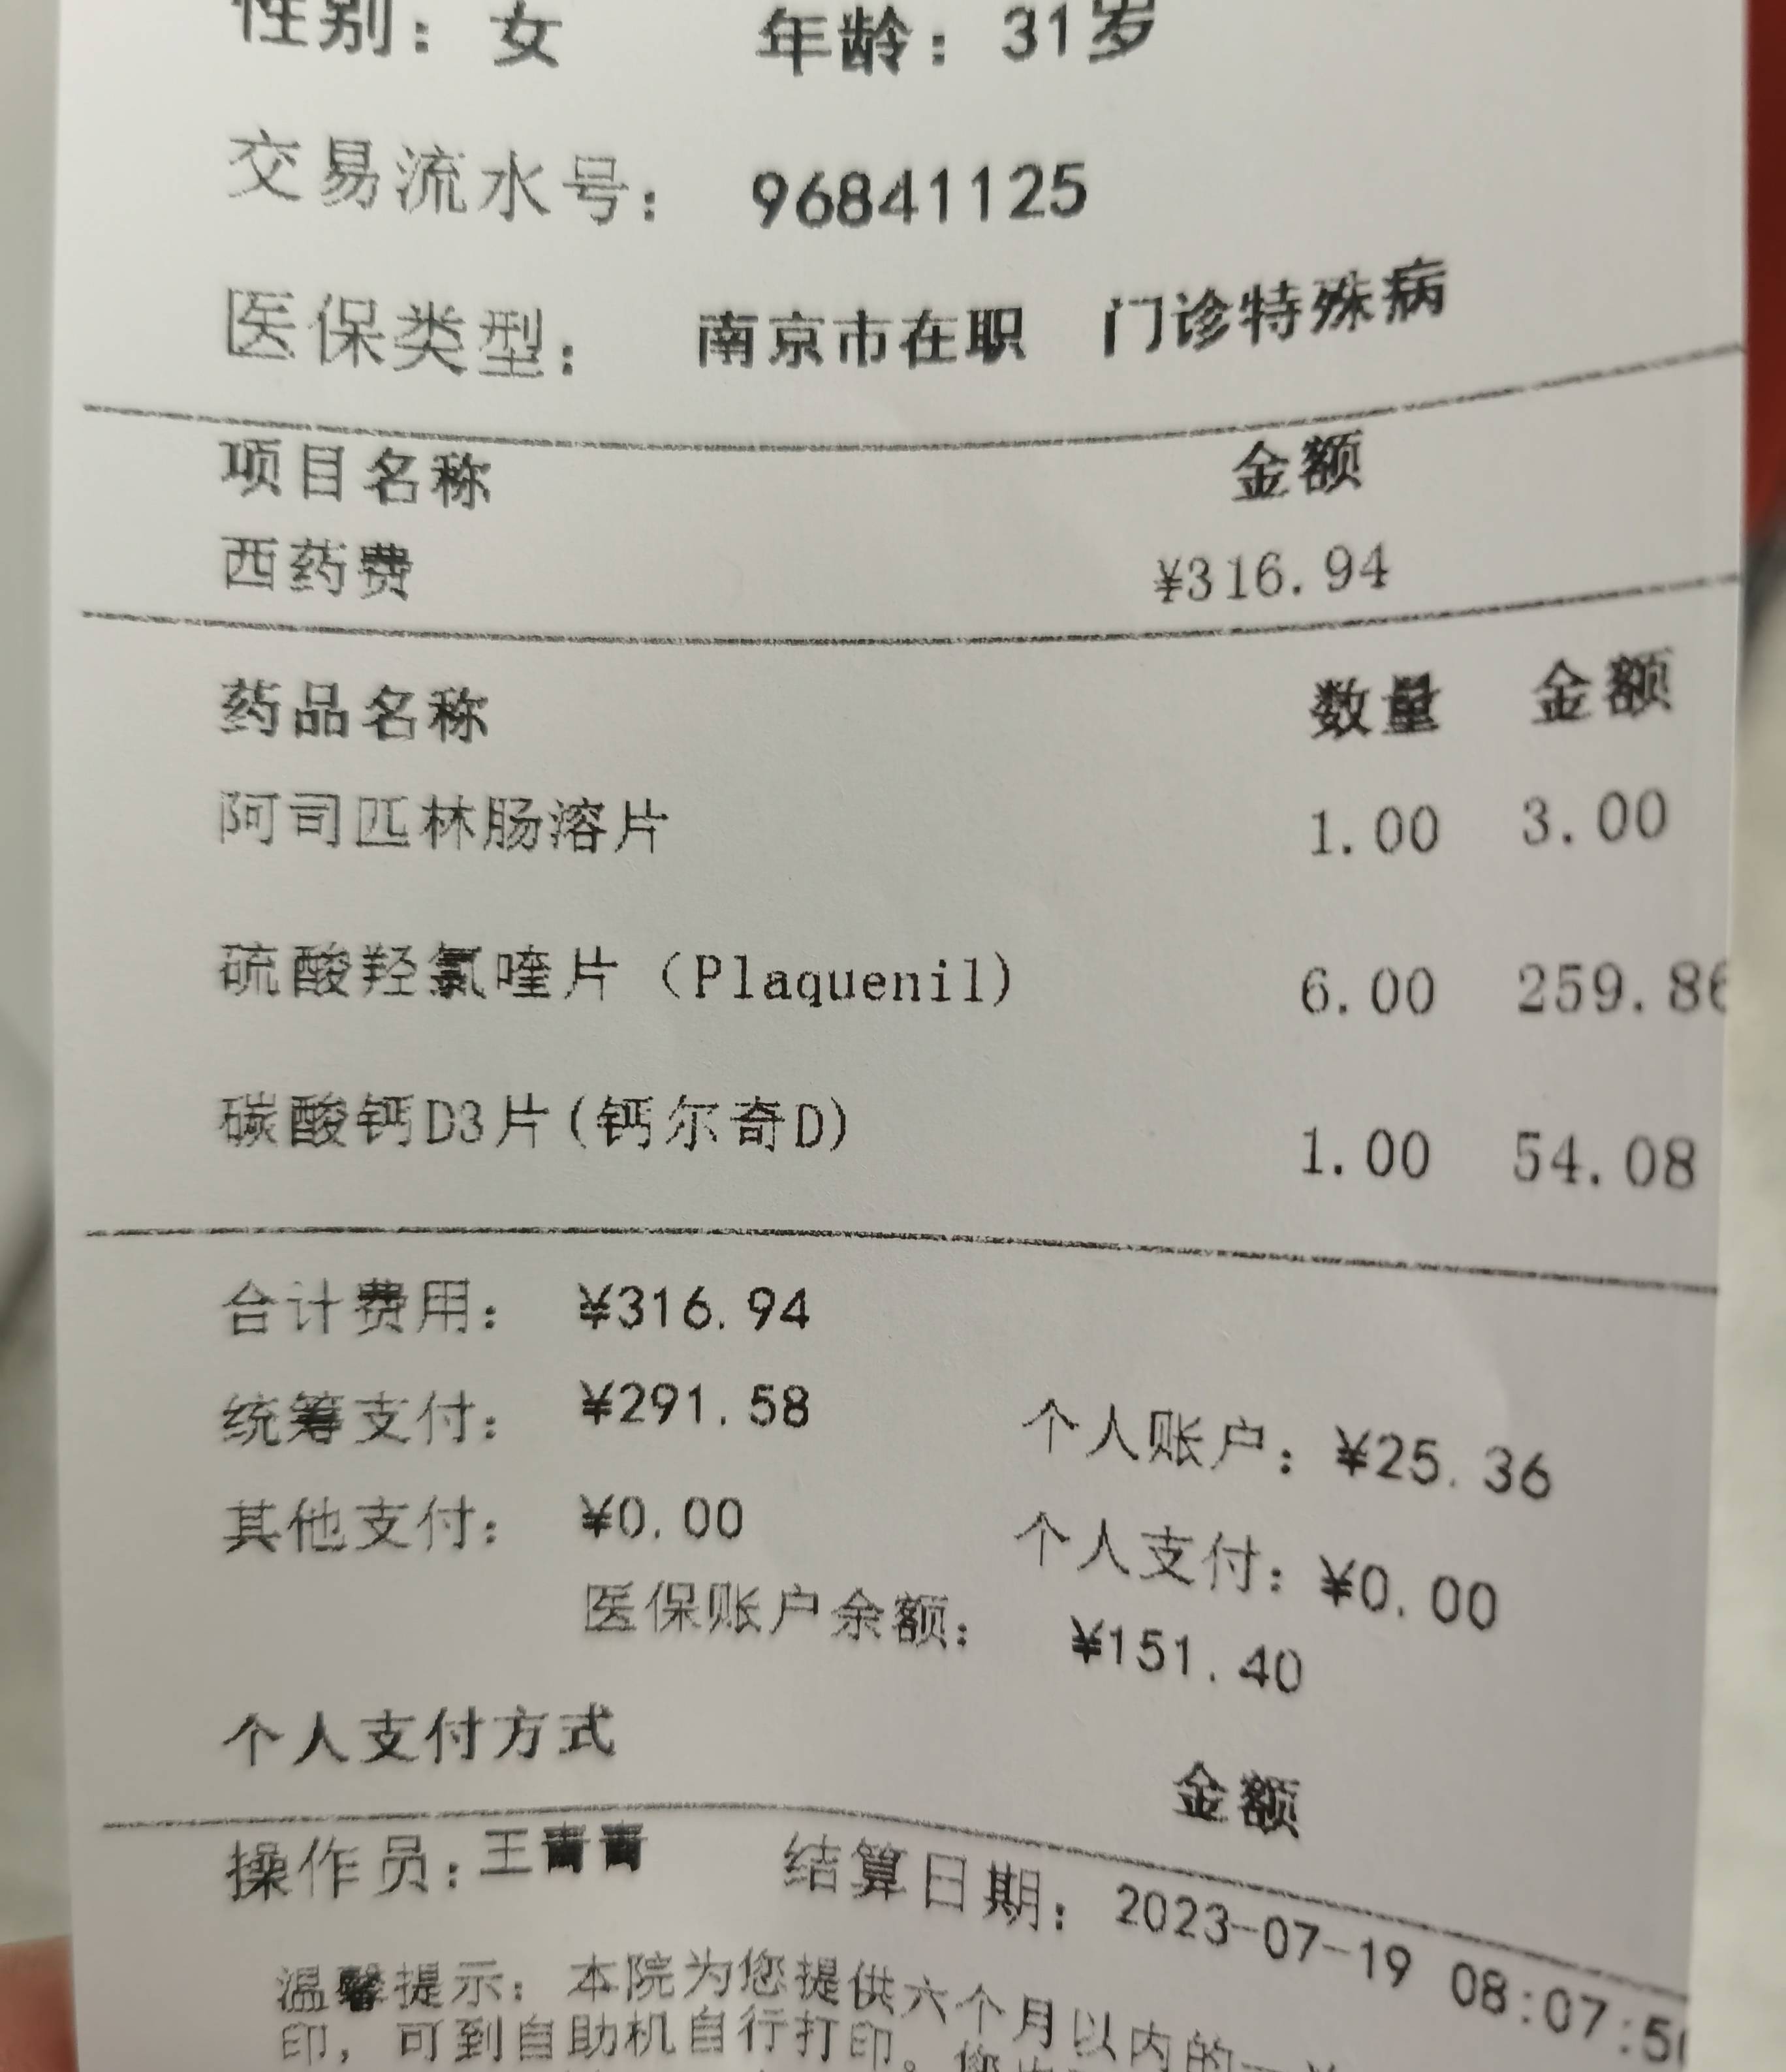 性别：女 年龄：31岁
交易流水号： 96841125
医保类型： 南京市在职 门诊特殊病
项目名称 金额
西药费 ¥316.94
药品名称 数量 金额
阿司匹林肠溶片 1.00 3.00
硫酸羟氯喹片（Plaquenil) 6.00 259.86
碳酸钙D3片(钙尔奇D) 1.00 54.08
合计费用： ¥316.94
统筹支付： ¥291.58 个人账户：¥25.36
其他支付： ¥0.00 个人支付：¥0.00
医保账户余额： ¥151.40
个人支付方式 金额
操作员：王青青 结算日期：2023-07-19 08:07:5
温馨提示：本院为您提供六个月以内的一
印，可到自助机自行打印。您